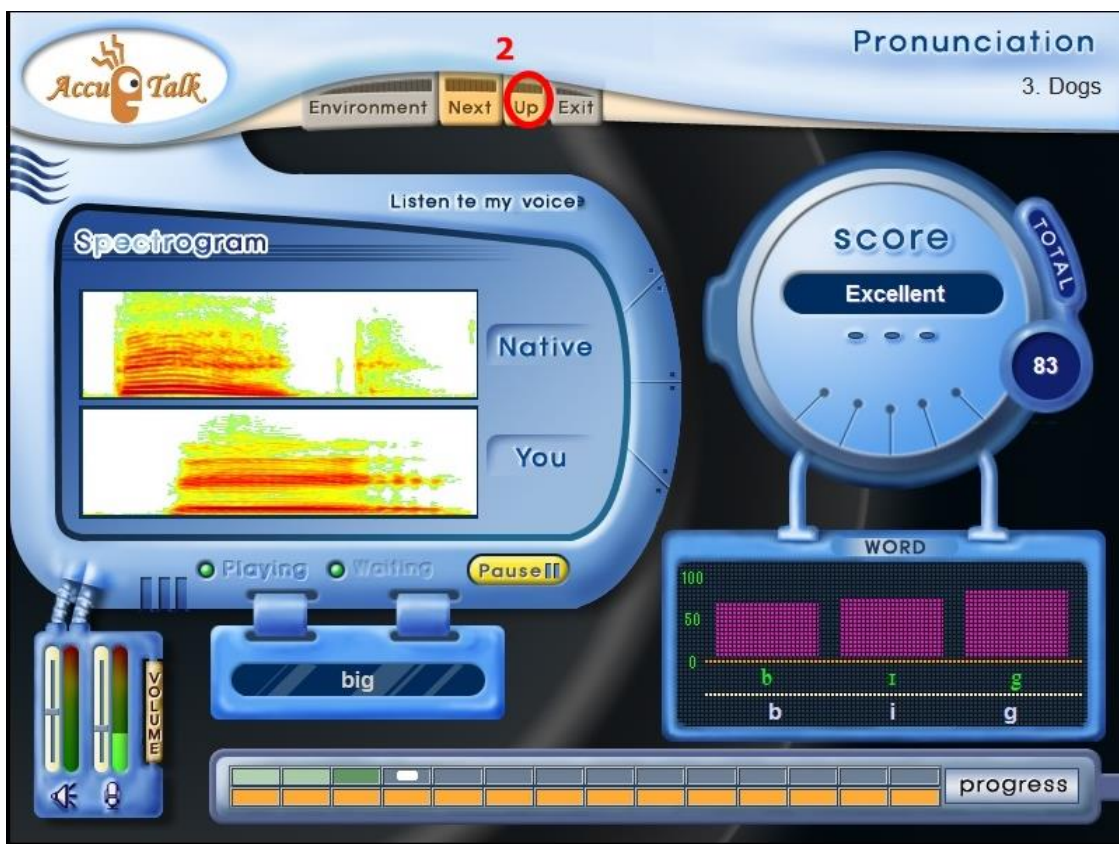 Accu Talk
2
Environment Next Up Exit
Pronunciation
3. Dogs
Listen te my voice
Spectrogram
Native
You
Playing Waiting Pause
big
VOLUME
score
Excellent
TOTAL
83
WORD
100
50
0
b ɪ g
b i g
progress